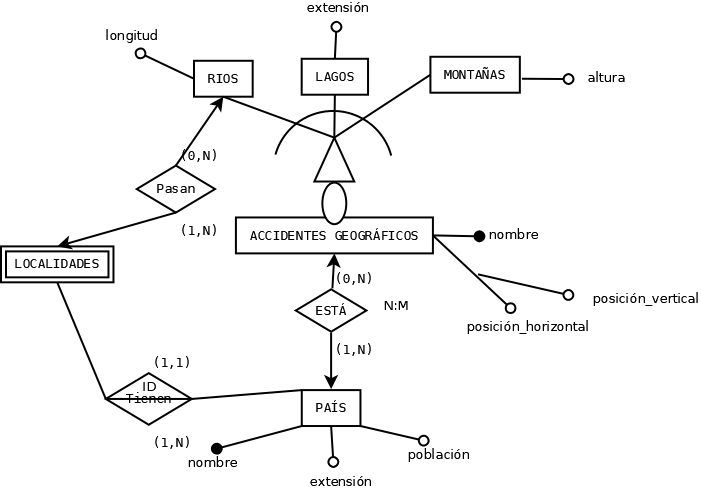 extensión
longitud
RIOS
LAGOS
MONTAÑAS
altura
(0,N)
Pasan
(1,N)
ACCIDENTES GEOGRÁFICOS
nombre
LOCALIDADES
(0,N)
posición_vertical
ESTÁ
N:M
posición_horizontal
(1,N)
(1,1)
ID
Tienen
PAÍS
(1,N)
nombre
población
extensión